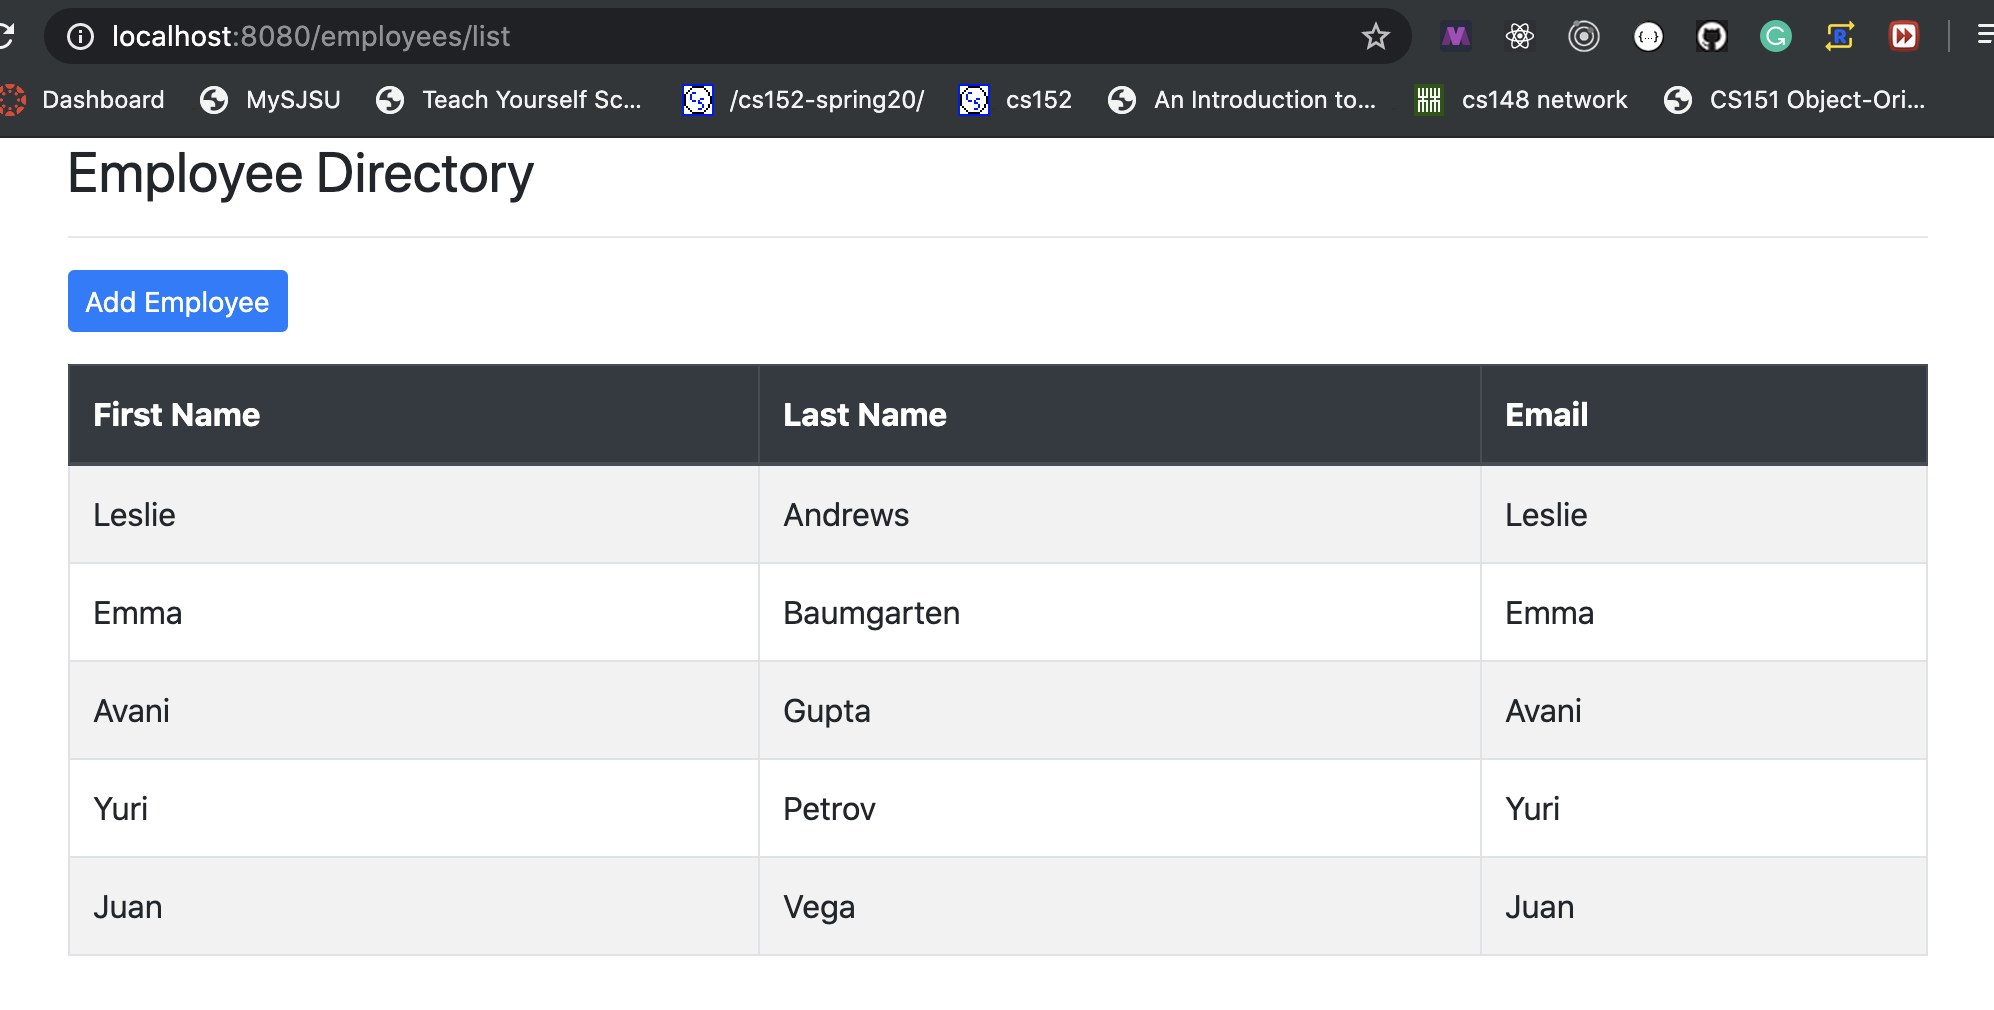 localhost:8080/employees/list
Dashboard MySJSU Teach Yourself Sc... /cs152-spring20/ cs152 An Introduction to... cs148 network CS151 Object-Ori...
Employee Directory
Add Employee
First Name Last Name Email
Leslie Andrews Leslie
Emma Baumgarten Emma
Avani Gupta Avani
Yuri Petrov Yuri
Juan Vega Juan